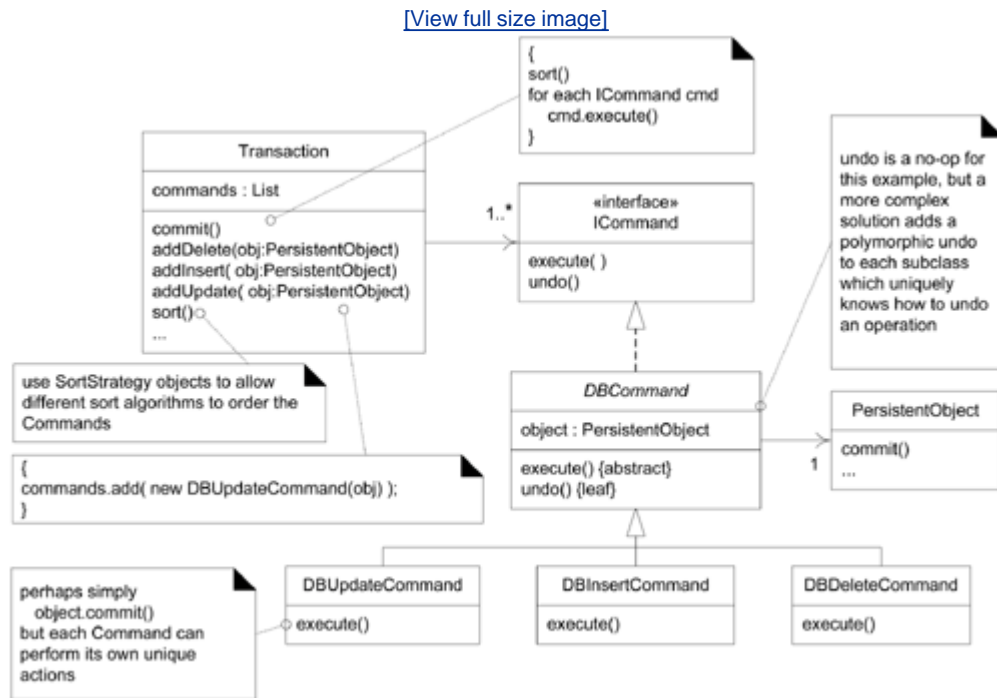 [View full size image]
{
sort()
for each ICommand cmd
cmd.execute()
}
Transaction
commands : List
commit()
addDelete(obj:PersistentObject)
addInsert( obj:PersistentObject)
addUpdate( obj:PersistentObject)
sort()
...
1..*
«interface»
ICommand
execute( )
undo()
undo is a no-op for
this example, but a
more complex
solution adds a
polymorphic undo
to each subclass
which uniquely
knows how to undo
an operation
use SortStrategy objects to allow
different sort algorithms to order the
Commands
{
commands.add( new DBUpdateCommand(obj) );
}
DBCommand
object : PersistentObject
execute() {abstract}
undo() {leaf}
1
PersistentObject
commit()
...
perhaps simply
object.commit()
but each Command can
perform its own unique
actions
DBUpdateCommand
execute()
DBInsertCommand
execute()
DBDeleteCommand
execute()